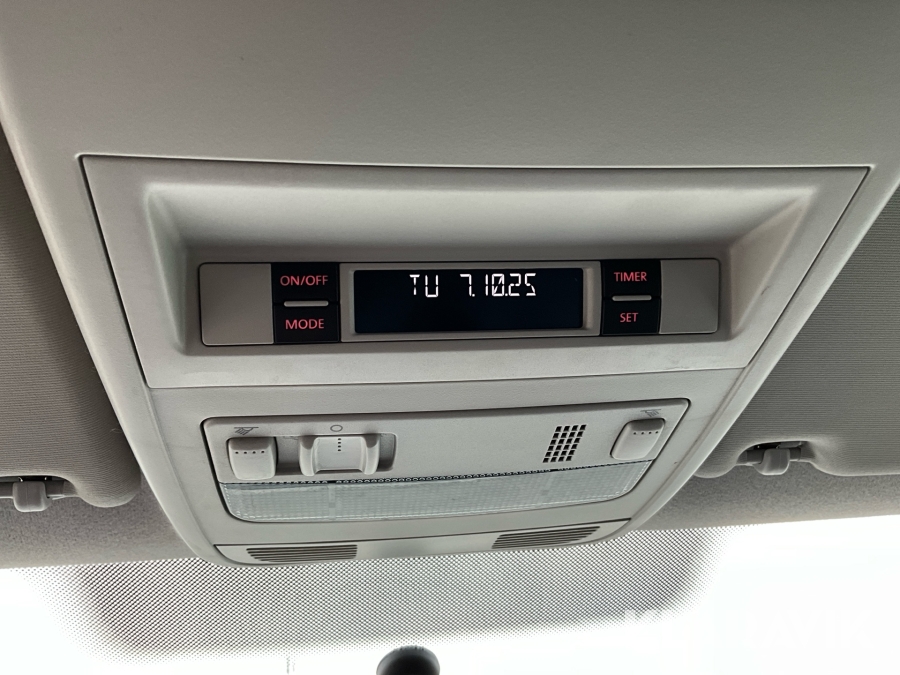 ON/OFF
TU 7.10.25
TIMER
MODE
SET